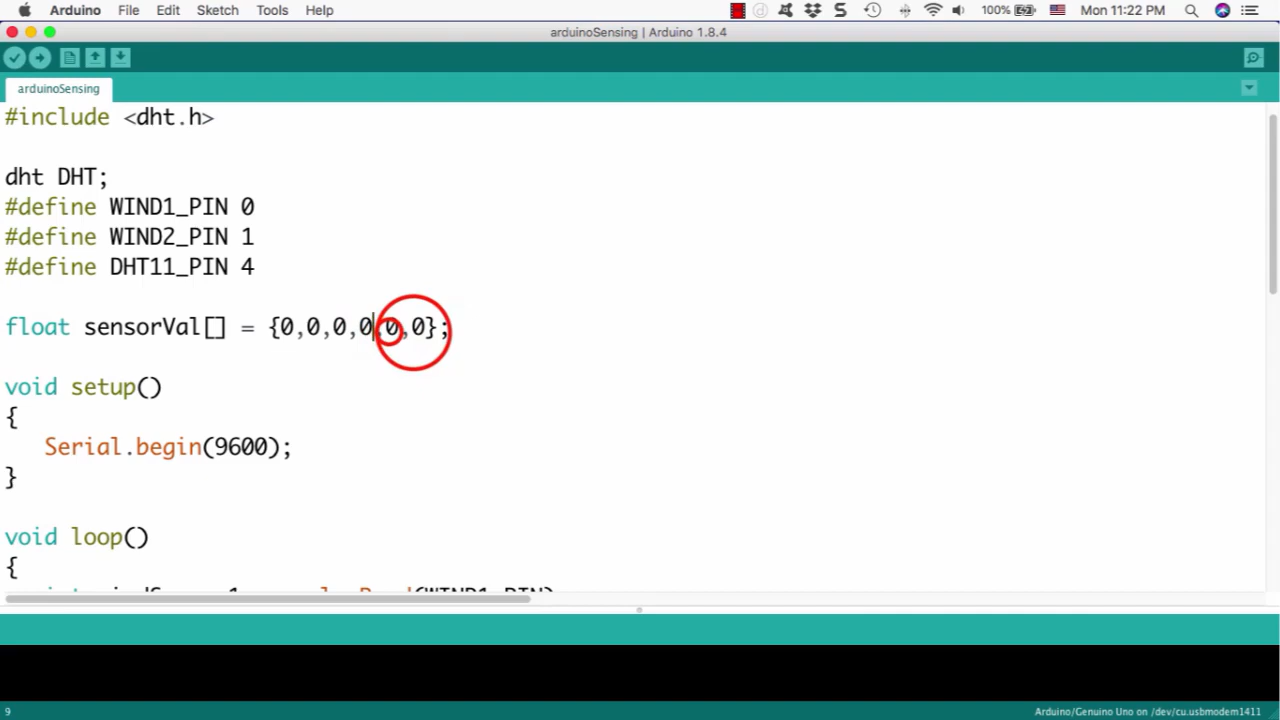 Arduino File Edit Sketch Tools Help 100% Mon 11:22 PM
arduinoSensing | Arduino 1.8.4
arduinoSensing
#include <dht.h>
dht DHT;
#define WIND1_PIN 0
#define WIND2_PIN 1
#define DHT11_PIN 4
float sensorVal[] = {0,0,0,0,0,0};
void setup()
{
Serial.begin(9600);
}
void loop()
{
9
Arduino/Genuino Uno on /dev/cu.usbmodem1411